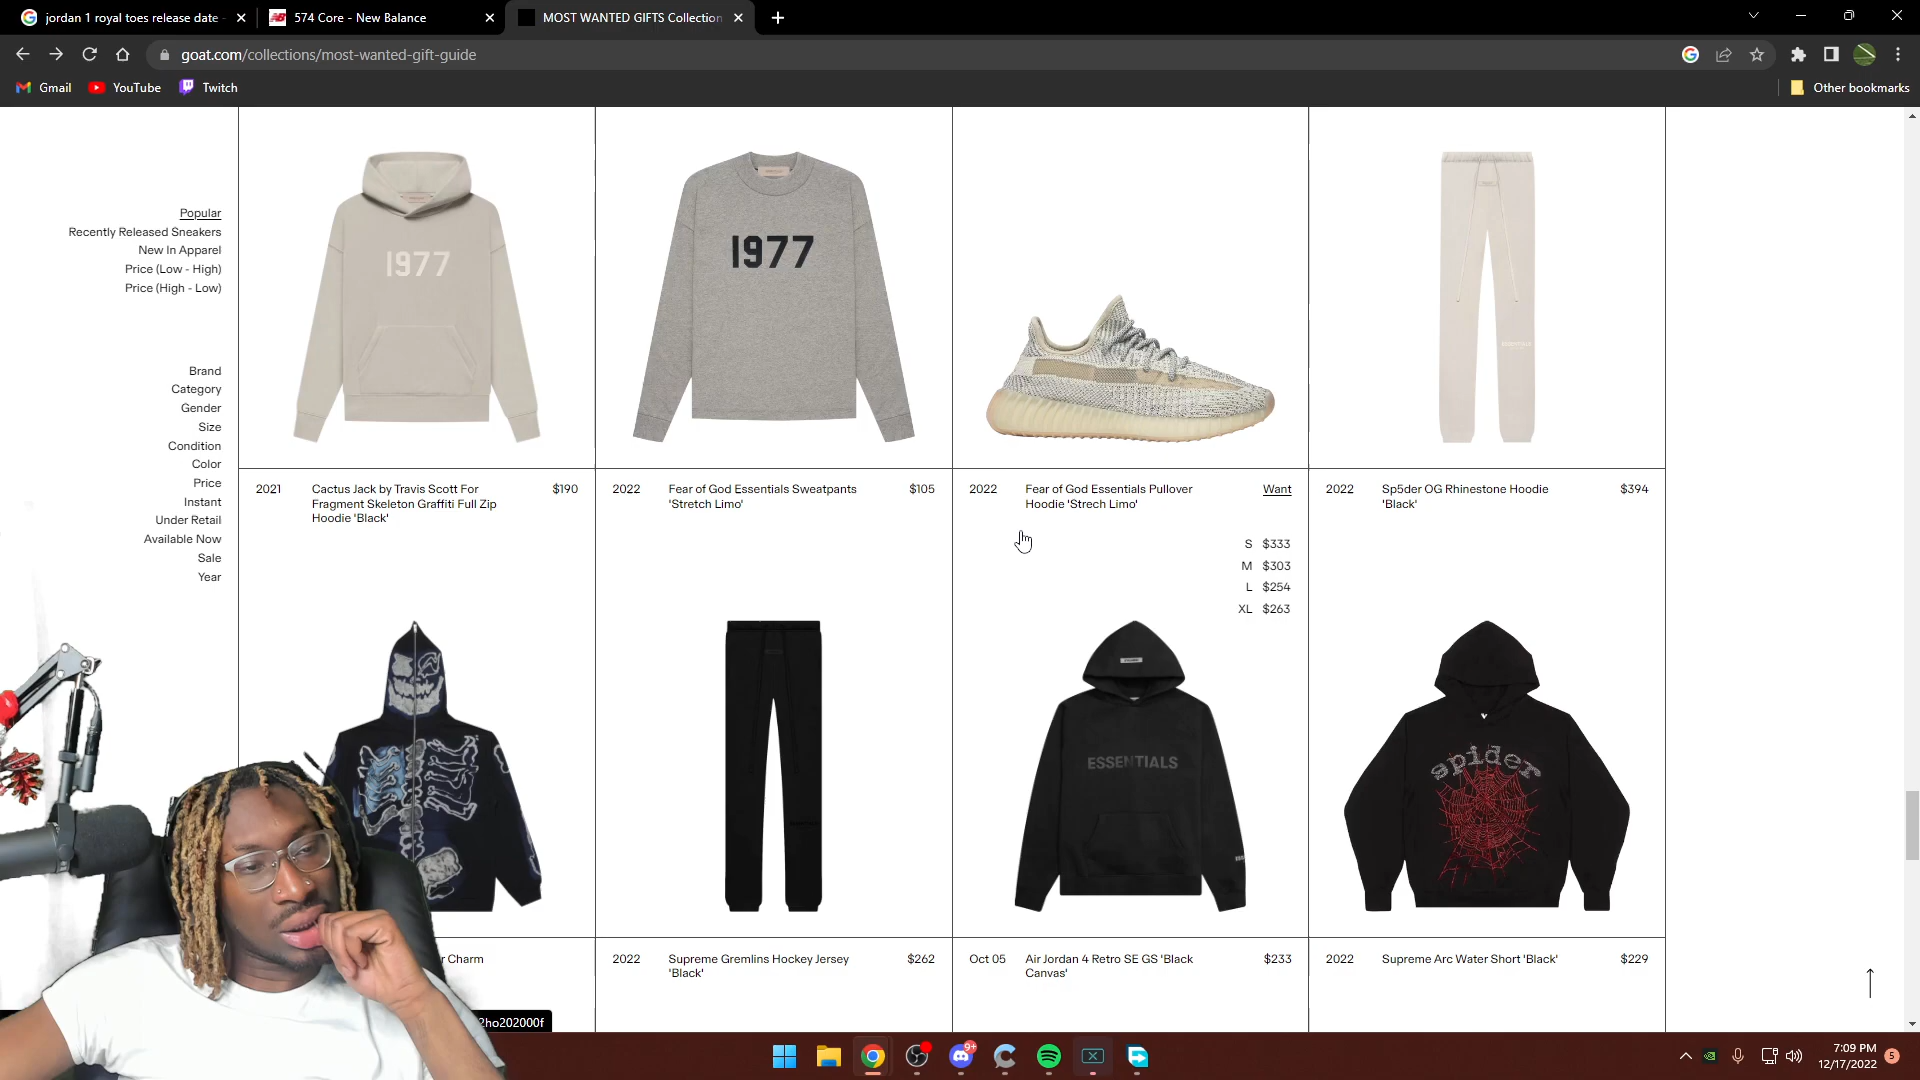 jordan 1 royal toes release date
574 Core - New Balance
MOST WANTED GIFTS Collection
goat.com/collections/most-wanted-gift-guide
Gmail
YouTube
Twitch
Other bookmarks
Popular
Recently Released Sneakers
New In Apparel
Price (Low - High)
Price (High - Low)
Brand
Category
Gender
Size
Condition
Color
Price
Instant
Under Retail
Available Now
Sale
Year
1977
1977
2021
Cactus Jack by Travis Scott For
Fragment Skeleton Graffiti Full Zip
Hoodie 'Black'
$190
2022
Fear of God Essentials Sweatpants
'Stretch Limo'
$105
2022
Fear of God Essentials Pullover
Hoodie 'Strech Limo'
Want
S $333
M $303
L $254
XL $263
2022
Sp5der OG Rhinestone Hoodie
'Black'
$394
ESSENTIALS
spider
r Charm
2022
Supreme Gremlins Hockey Jersey
'Black'
$262
Oct 05
Air Jordan 4 Retro SE GS 'Black
Canvas'
$233
2022
Supreme Arc Water Short 'Black'
$229
2ho202000f
9+
7:09 PM
12/17/2022
5